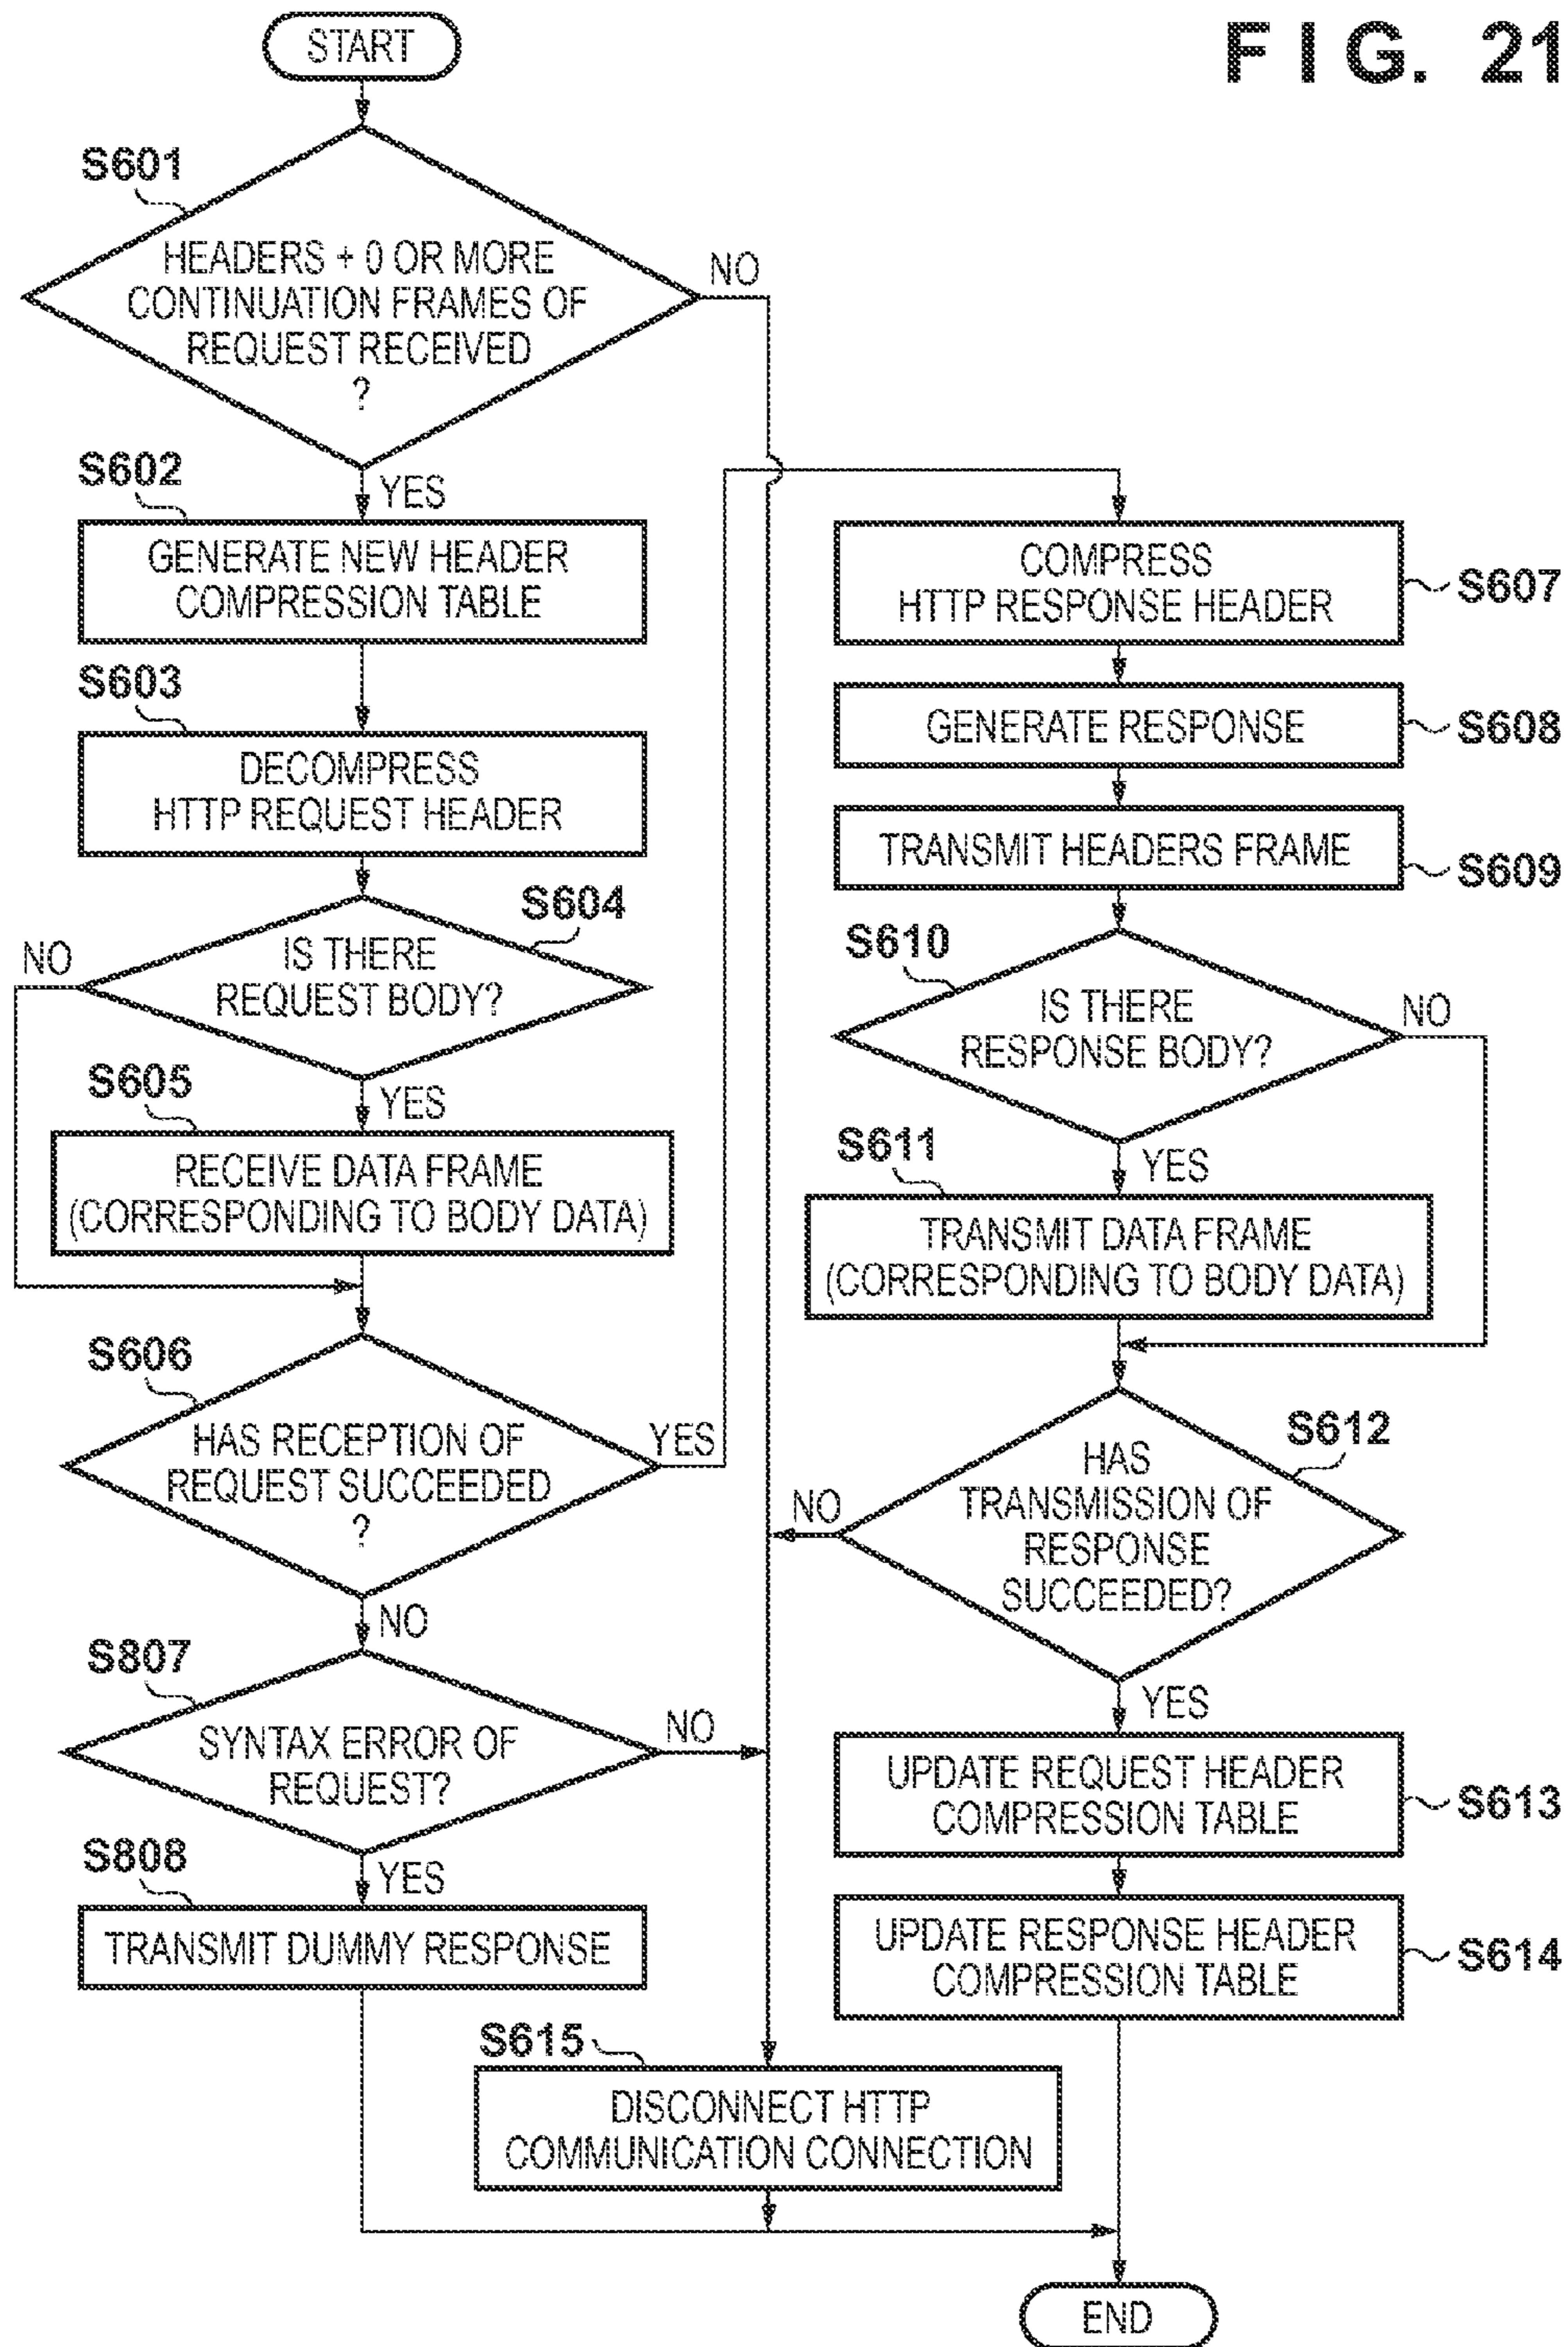 FIG. 21
START
S601
HEADERS + 0 OR MORE
CONTINUATION FRAMES OF
REQUEST RECEIVED
?
NO
YES
S602
GENERATE NEW HEADER
COMPRESSION TABLE
S603
DECOMPRESS
HTTP REQUEST HEADER
S604
IS THERE
REQUEST BODY?
NO
YES
S605
RECEIVE DATA FRAME
(CORRESPONDING TO BODY DATA)
S606
HAS RECEPTION OF
REQUEST SUCCEEDED
?
YES
NO
S807
SYNTAX ERROR OF
REQUEST?
NO
YES
S808
TRANSMIT DUMMY RESPONSE
COMPRESS
HTTP RESPONSE HEADER
S607
GENERATE RESPONSE
S608
TRANSMIT HEADERS FRAME
S609
S610
IS THERE
RESPONSE BODY?
NO
YES
S611
TRANSMIT DATA FRAME
(CORRESPONDING TO BODY DATA)
S612
HAS
TRANSMISSION OF
RESPONSE
SUCCEEDED?
NO
YES
UPDATE REQUEST HEADER
COMPRESSION TABLE
S613
UPDATE RESPONSE HEADER
COMPRESSION TABLE
S614
S615
DISCONNECT HTTP
COMMUNICATION CONNECTION
END